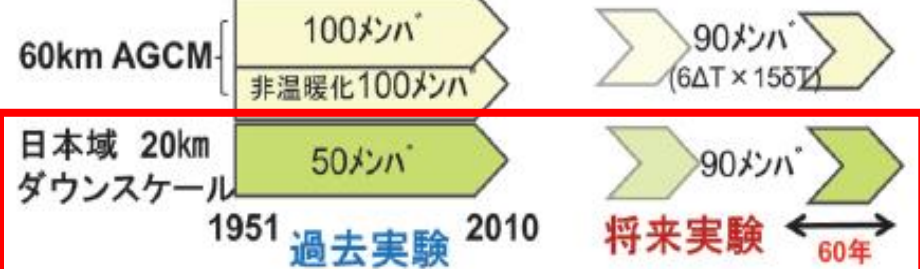 60km AGCM
100メンバ
非温暖化100メンバ
90メンバ
(6ΔT×15δT)
日本域 20km
ダウンスケール
50メンバ
90メンバ
1951
2010
過去実験
将来実験
60年